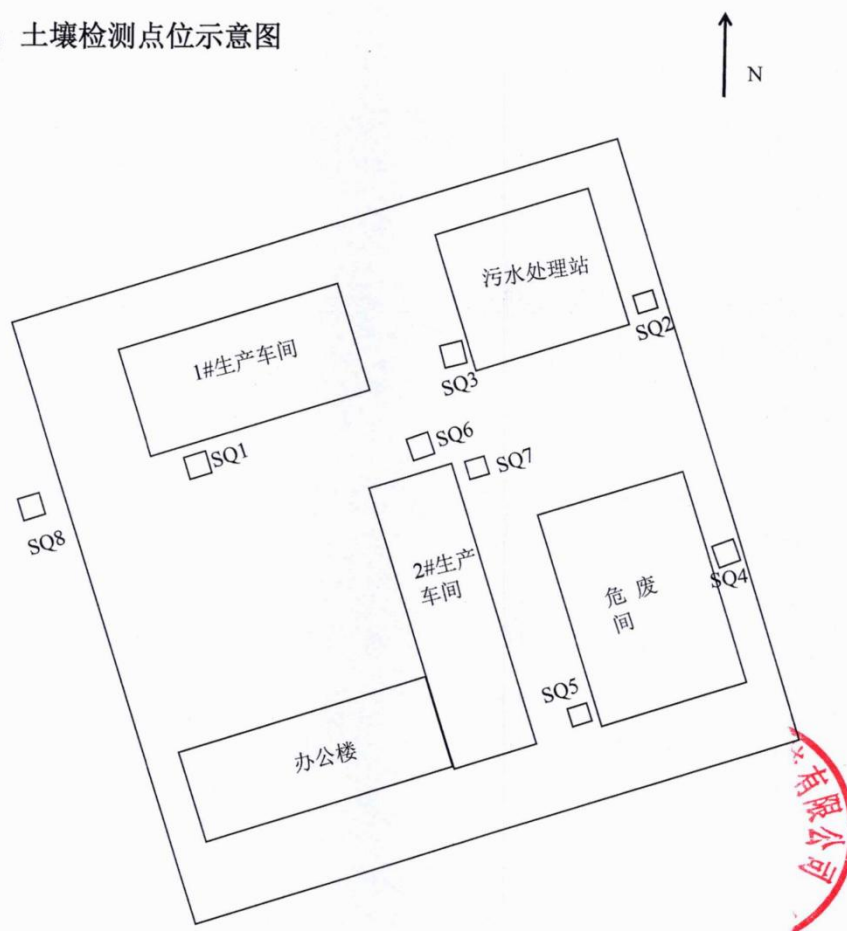 土壤检测点位示意图
N
污水处理站
SQ2
1#生产车间
SQ3
SQ6
SQ1
SQ7
SQ8
2#生产
车间
SQ4
危 废
间
SQ5
办公楼
有限公司